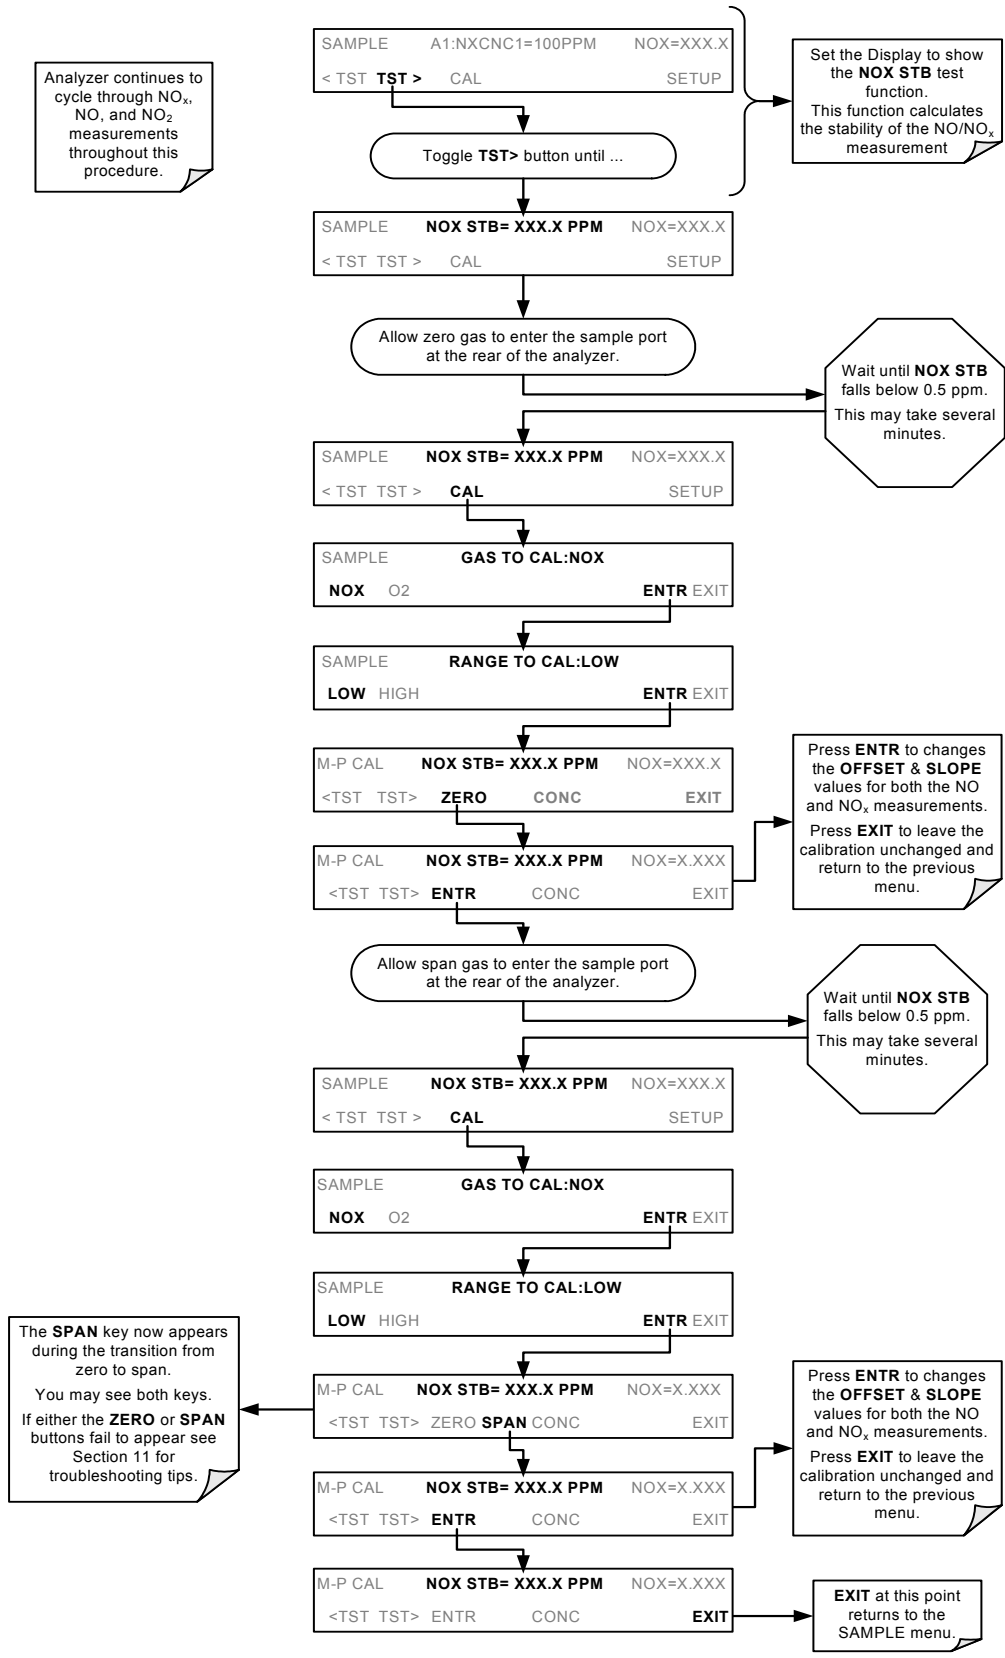 SAMPLE A1:NXCNC1=100PPM NOX=XXX.X
< TST TST > CAL SETUP
Analyzer continues to
cycle through NOx,
NO, and NO2
measurements
throughout this
procedure.
Set the Display to show
the NOX STB test
function.
This function calculates
the stability of the NO/NOx
measurement
Toggle TST> button until ...
SAMPLE NOX STB= XXX.X PPM NOX=XXX.X
< TST TST > CAL SETUP
Allow zero gas to enter the sample port
at the rear of the analyzer.
Wait until NOX STB
falls below 0.5 ppm.
This may take several
minutes.
SAMPLE NOX STB= XXX.X PPM NOX=XXX.X
< TST TST > CAL SETUP
SAMPLE GAS TO CAL:NOX
NOX O2 ENTR EXIT
SAMPLE RANGE TO CAL:LOW
LOW HIGH ENTR EXIT
M-P CAL NOX STB= XXX.X PPM NOX=XXX.X
<TST TST> ZERO CONC EXIT
Press ENTR to changes
the OFFSET & SLOPE
values for both the NO
and NOx measurements.
Press EXIT to leave the
calibration unchanged and
return to the previous
menu.
M-P CAL NOX STB= XXX.X PPM NOX=X.XXX
<TST TST> ENTR CONC EXIT
Allow span gas to enter the sample port
at the rear of the analyzer.
Wait until NOX STB
falls below 0.5 ppm.
This may take several
minutes.
SAMPLE NOX STB= XXX.X PPM NOX=XXX.X
< TST TST > CAL SETUP
SAMPLE GAS TO CAL:NOX
NOX O2 ENTR EXIT
SAMPLE RANGE TO CAL:LOW
LOW HIGH ENTR EXIT
The SPAN key now appears
during the transition from
zero to span.
You may see both keys.
If either the ZERO or SPAN
buttons fail to appear see
Section 11 for
troubleshooting tips.
M-P CAL NOX STB= XXX.X PPM NOX=X.XXX
<TST TST> ZERO SPAN CONC EXIT
Press ENTR to changes
the OFFSET & SLOPE
values for both the NO
and NOx measurements.
Press EXIT to leave the
calibration unchanged and
return to the previous
menu.
M-P CAL NOX STB= XXX.X PPM NOX=X.XXX
<TST TST> ENTR CONC EXIT
M-P CAL NOX STB= XXX.X PPM NOX=X.XXX
<TST TST> ENTR CONC EXIT
EXIT at this point
returns to the
SAMPLE menu.